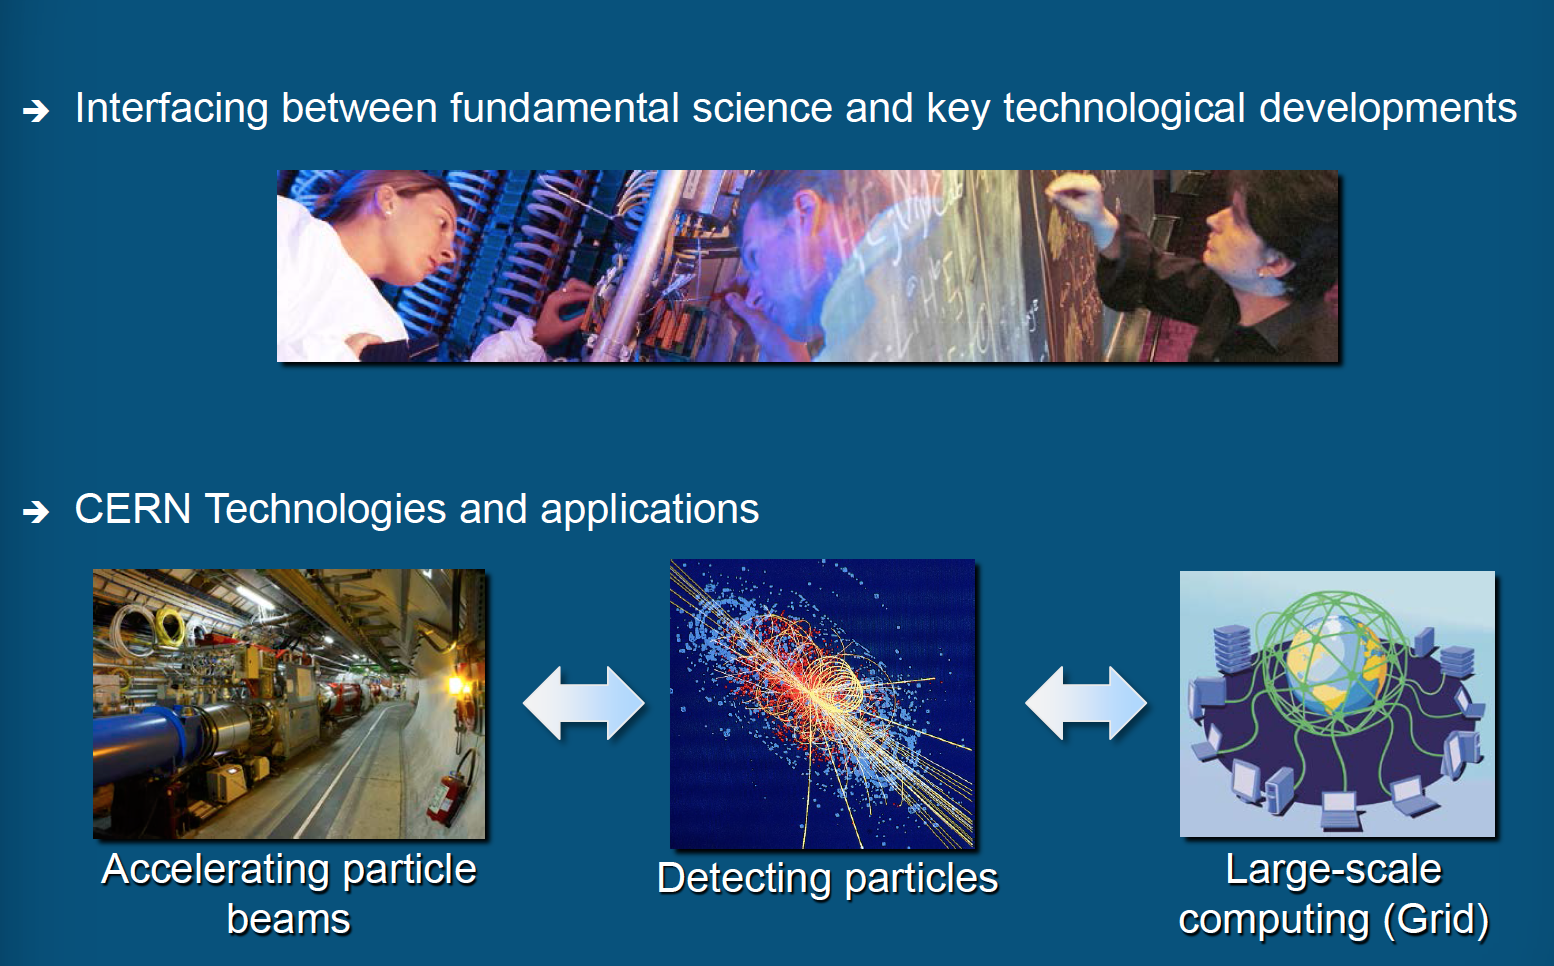 ➔ Interfacing between fundamental science and key technological developments
➔ CERN Technologies and applications
Accelerating particle
beams
Detecting particles
Large-scale
computing (Grid)